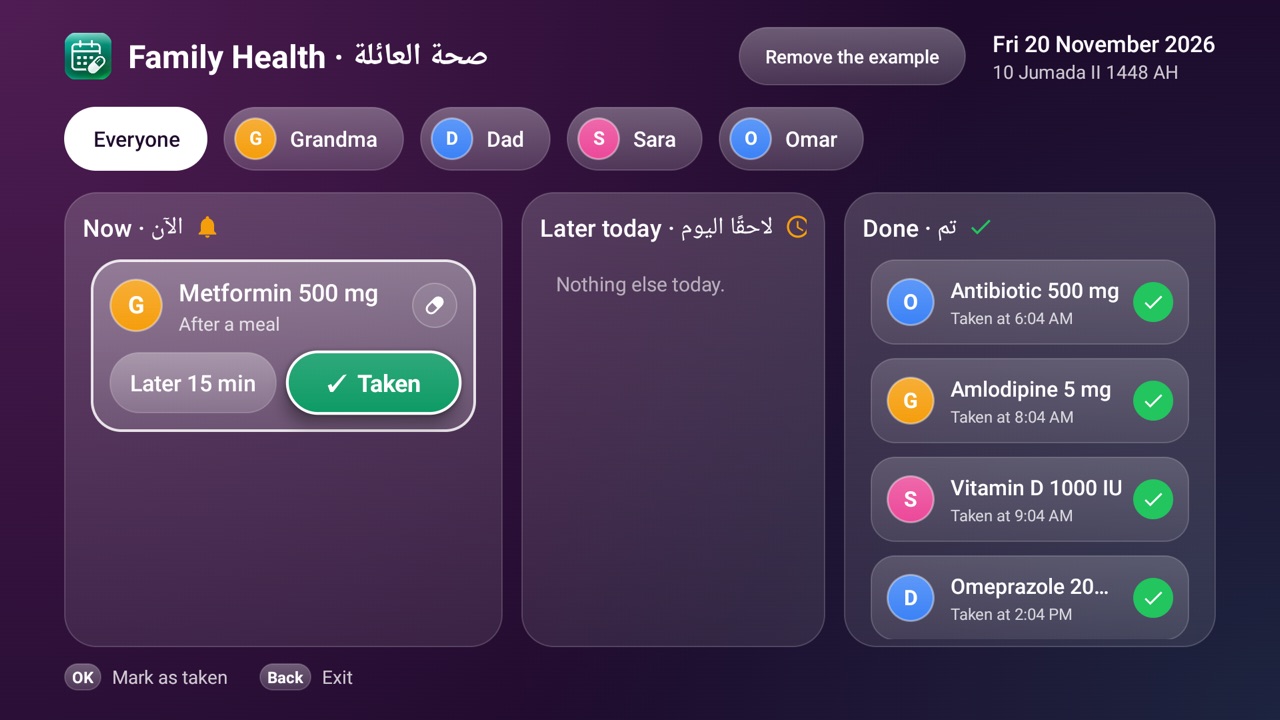 Family Health · صحة العائلة
Remove the example
Fri 20 November 2026
10 Jumada II 1448 AH
Everyone
G Grandma
D Dad
S Sara
O Omar
Now · الآن
G
Metformin 500 mg
After a meal
Later 15 min
✓ Taken
Later today · لاحقًا اليوم
Nothing else today.
Done · تم
O
Antibiotic 500 mg
Taken at 6:04 AM
G
Amlodipine 5 mg
Taken at 8:04 AM
S
Vitamin D 1000 IU
Taken at 9:04 AM
D
Omeprazole 20…
Taken at 2:04 PM
OK Mark as taken
Back Exit